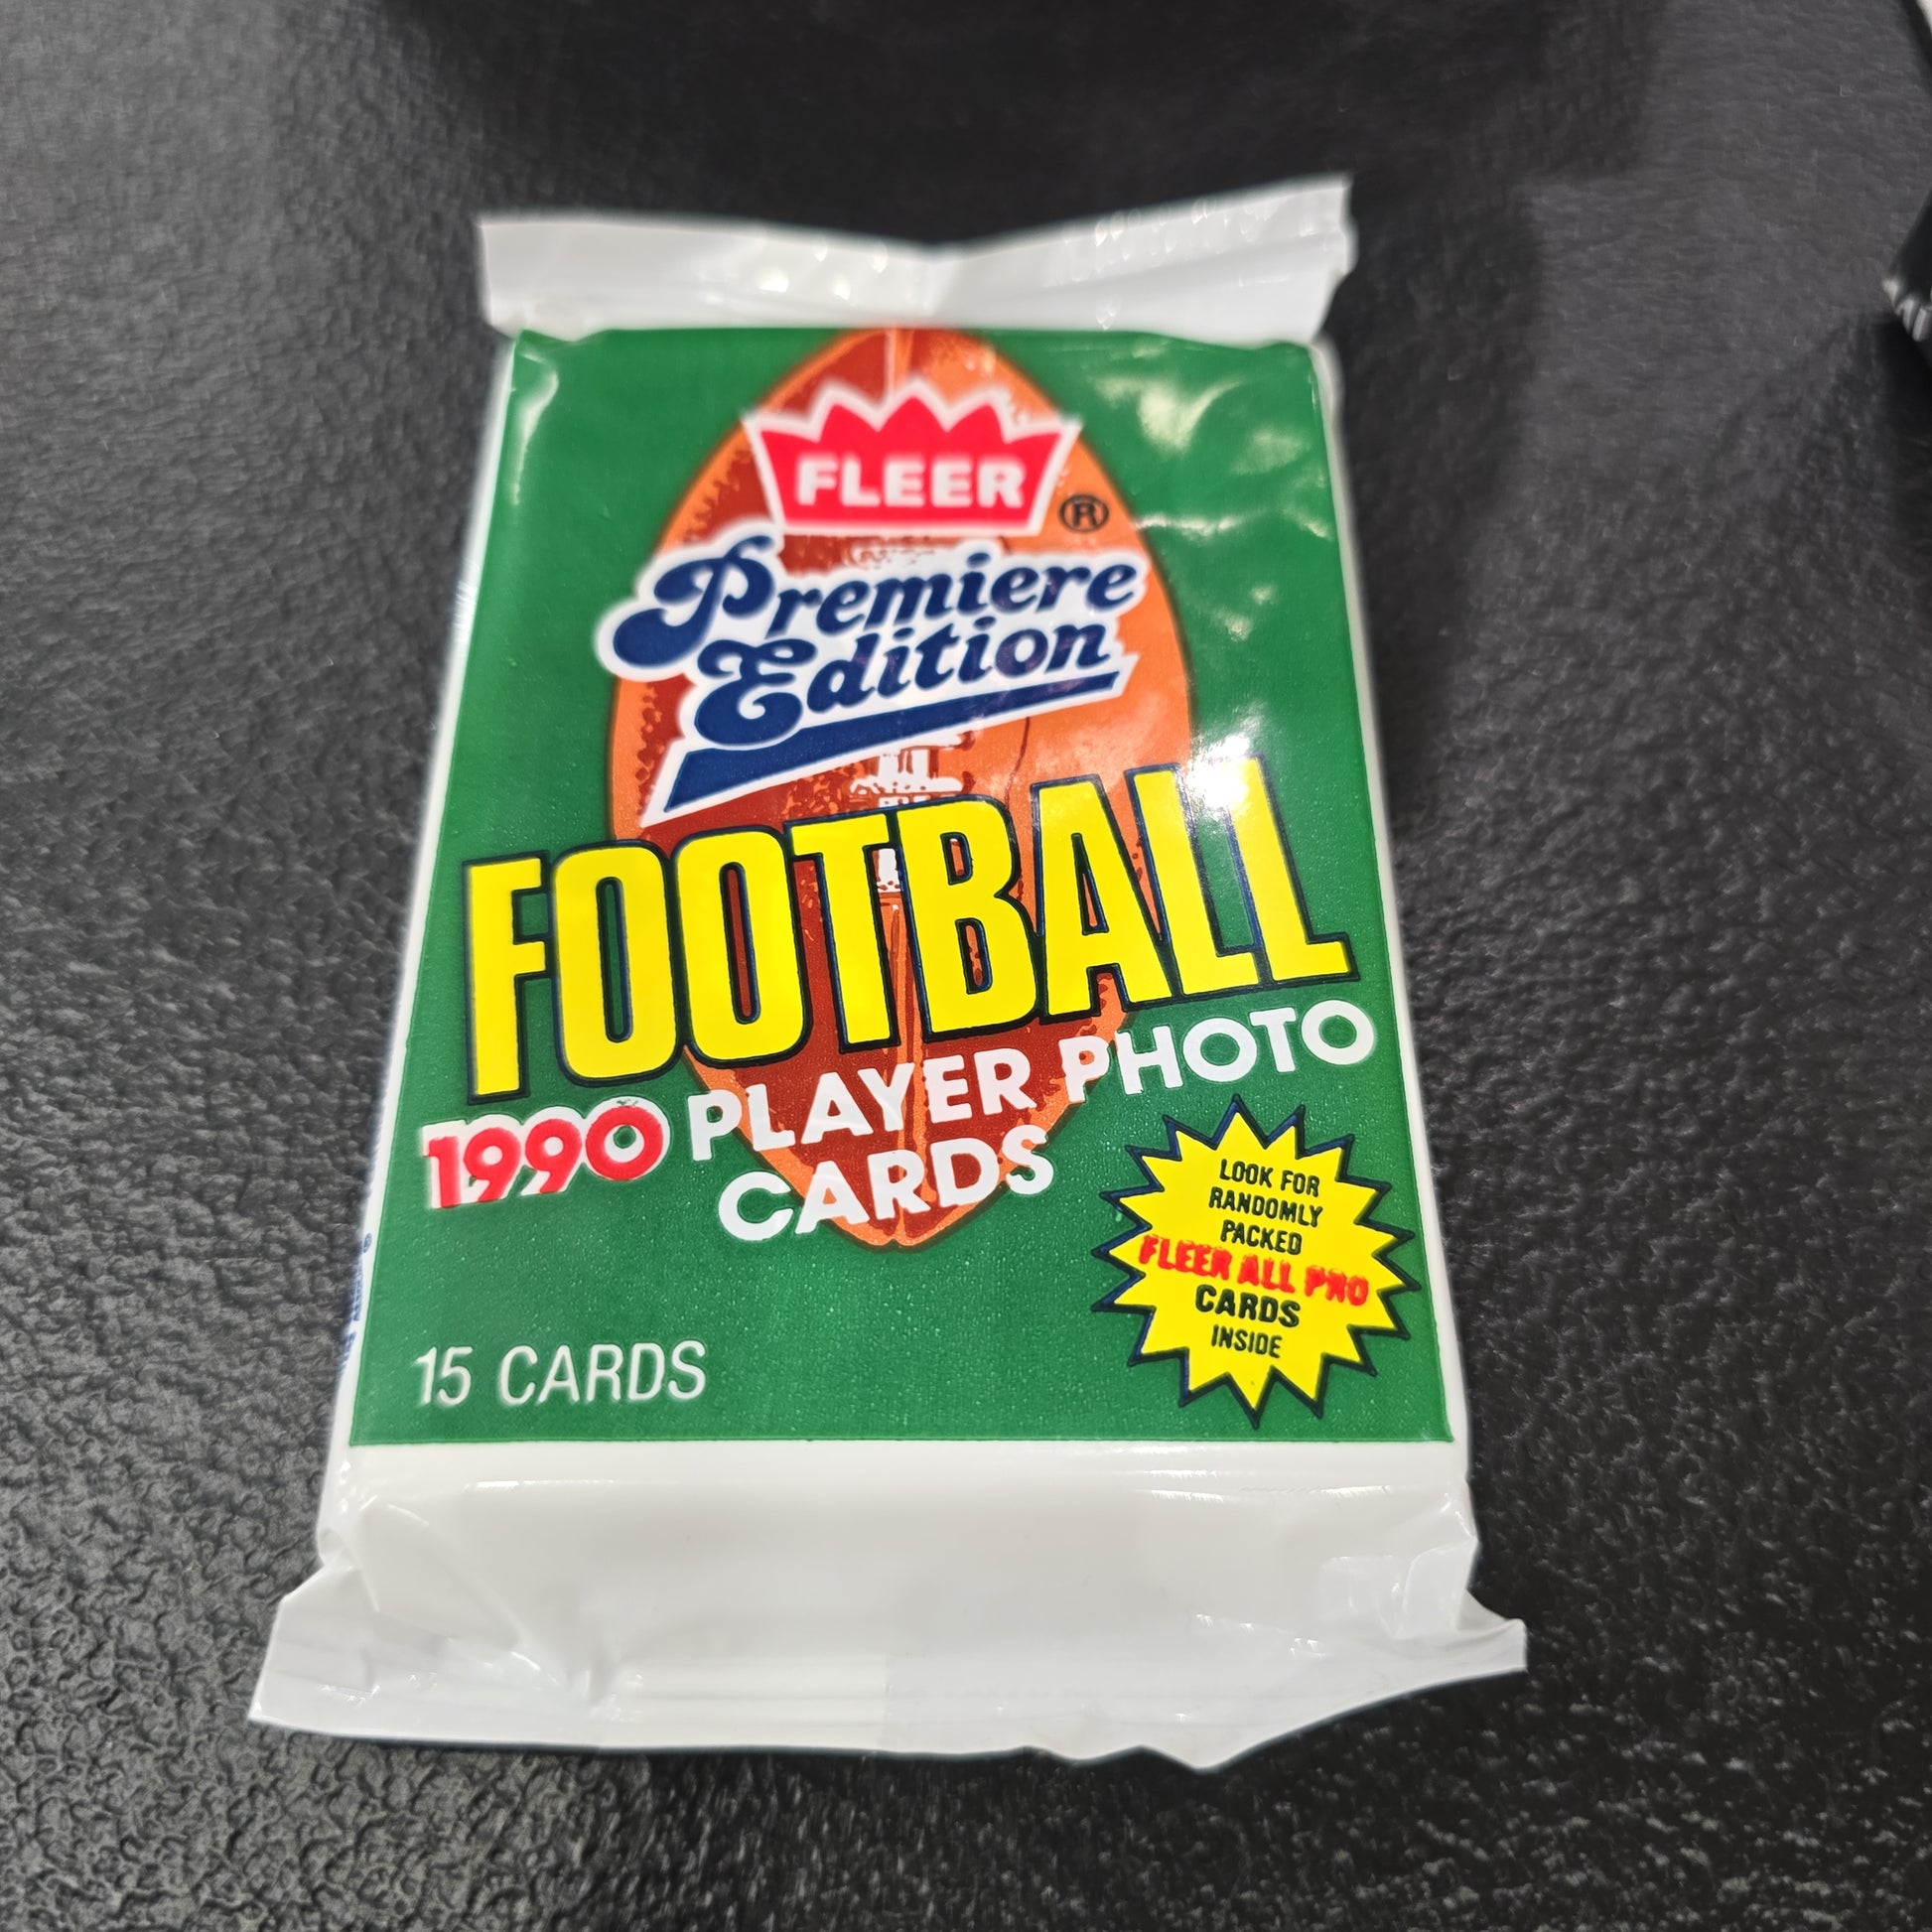 FLEER
®
Premiere
Edition
FOOTBALL
1990 PLAYER PHOTO
CARDS
LOOK FOR
RANDOMLY
PACKED
FLEER ALL PRO
CARDS
INSIDE
15 CARDS